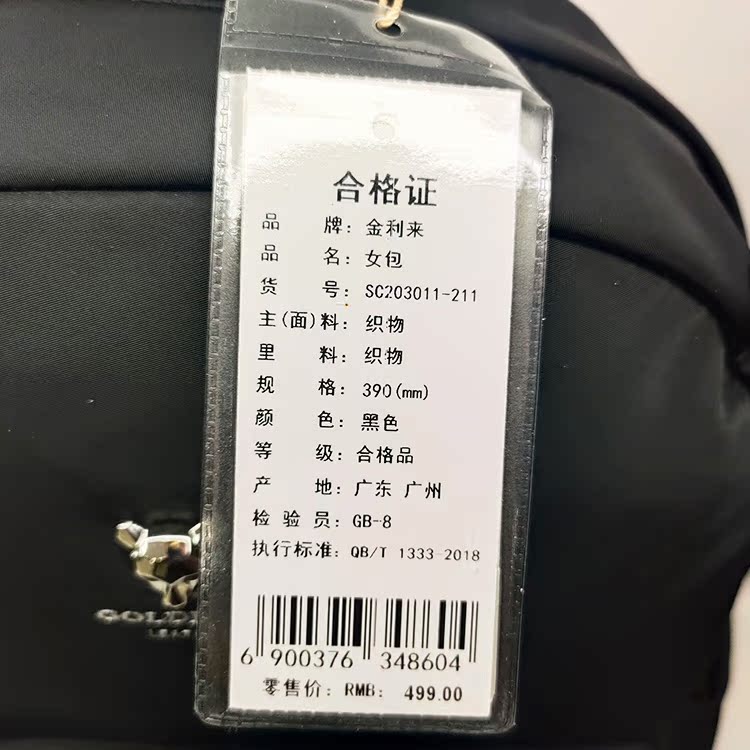 合格证
品 牌：金利来
品 名：女包
货 号：SC203011-211
主(面)料：织物
里 料：织物
规 格：390(mm)
颜 色：黑色
等 级：合格品
产 地：广东 广州
检 验 员：GB-8
执行标准：QB/T 1333-2018
6 900376 348604
零售价：RMB： 499.00